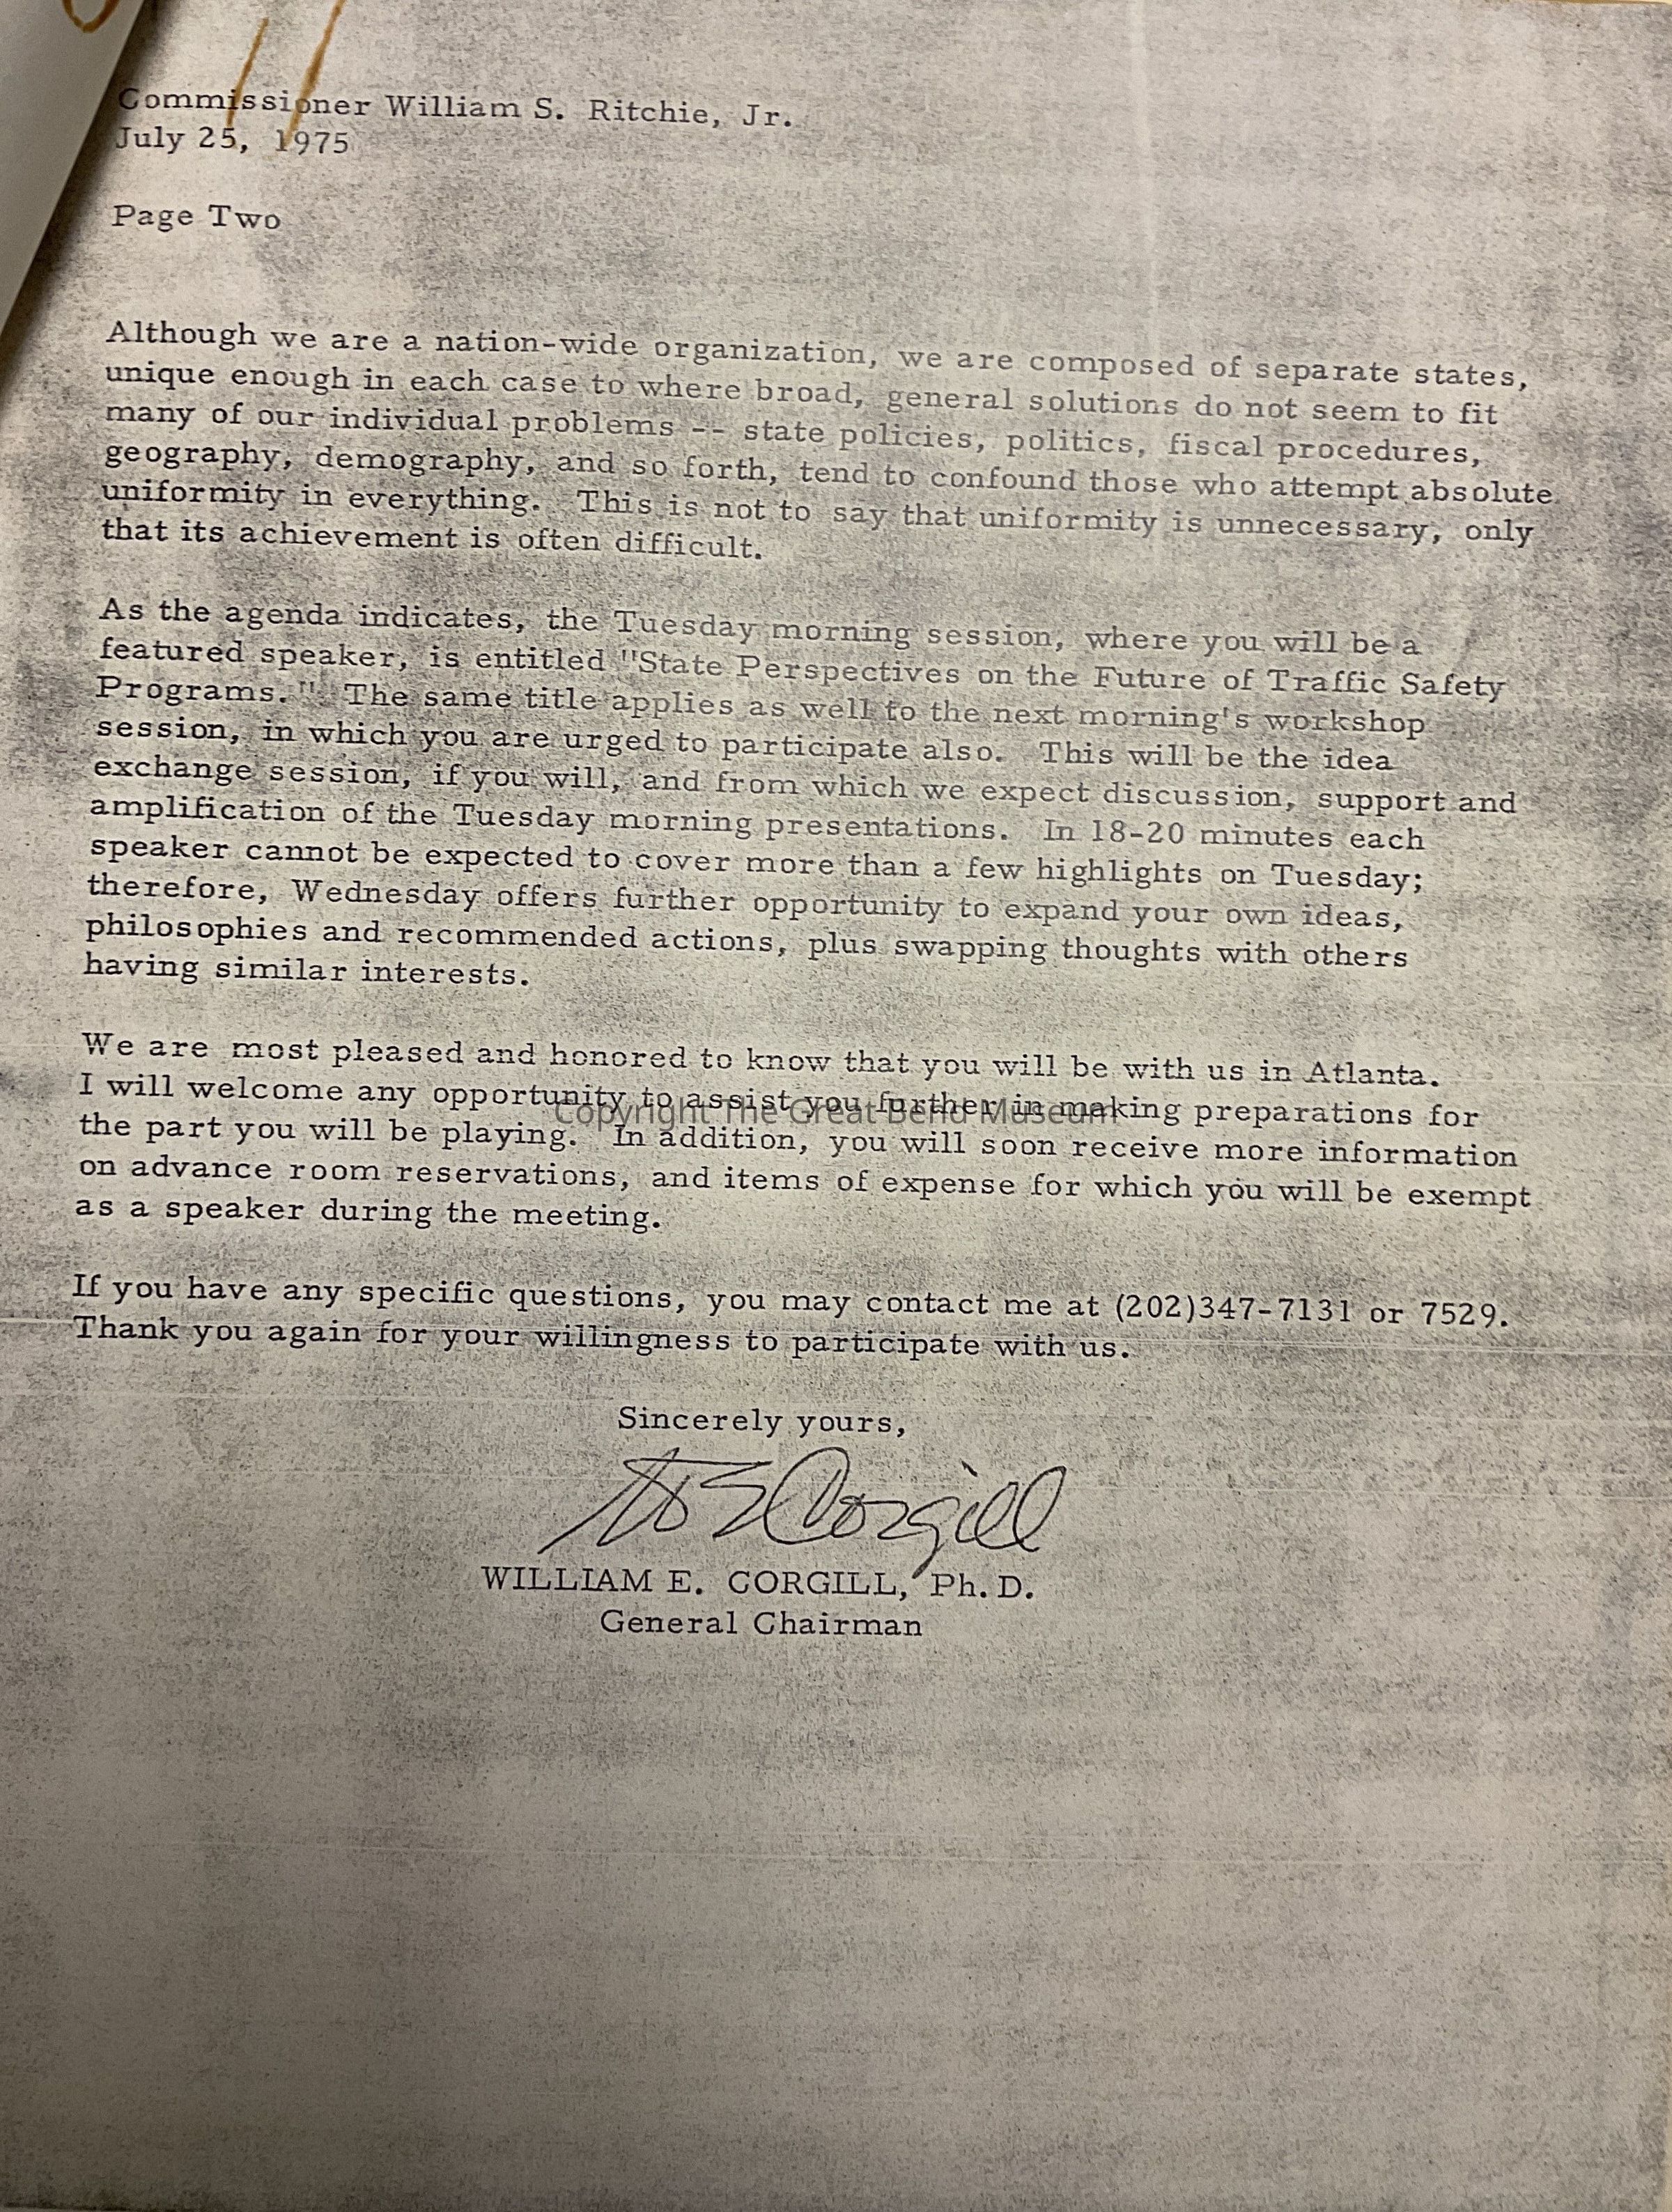 Commissioner William S. Ritchie, Jr.
July 25, 1975
Page Two
Although we are a nation-wide organization, we are composed of separate states,
unique enough in each case to where broad, general solutions do not seem to fit
many of our individual problems -- state policies, politics, fiscal procedures,
geography, demography, and so forth, tend to confound those who attempt absolute
uniformity in everything. This is not to say that uniformity is unnecessary, only
that its achievement is often difficult.
As the agenda indicates, the Tuesday morning session, where you will be a
featured speaker, is entitled "State Perspectives on the Future of Traffic Safety
Programs." The same title applies as well to the next morning's workshop
session, in which you are urged to participate also. This will be the idea
exchange session, if you will, and from which we expect discussion, support and
amplification of the Tuesday morning presentations. In 18-20 minutes each
speaker cannot be expected to cover more than a few highlights on Tuesday;
therefore, Wednesday offers further opportunity to expand your own ideas,
philosophies and recommended actions, plus swapping thoughts with others
having similar interests.
We are most pleased and honored to know that you will be with us in Atlanta.
I will welcome any opportunity to assist you further in making preparations for
Copyright The Great Bend Museum
the part you will be playing. In addition, you will soon receive more information
on advance room reservations, and items of expense for which you will be exempt
as a speaker during the meeting.
If you have any specific questions, you may contact me at (202)347-7131 or 7529.
Thank you again for your willingness to participate with us.
Sincerely yours,
W E Corgill
WILLIAM E. CORGILL, Ph.D.
General Chairman